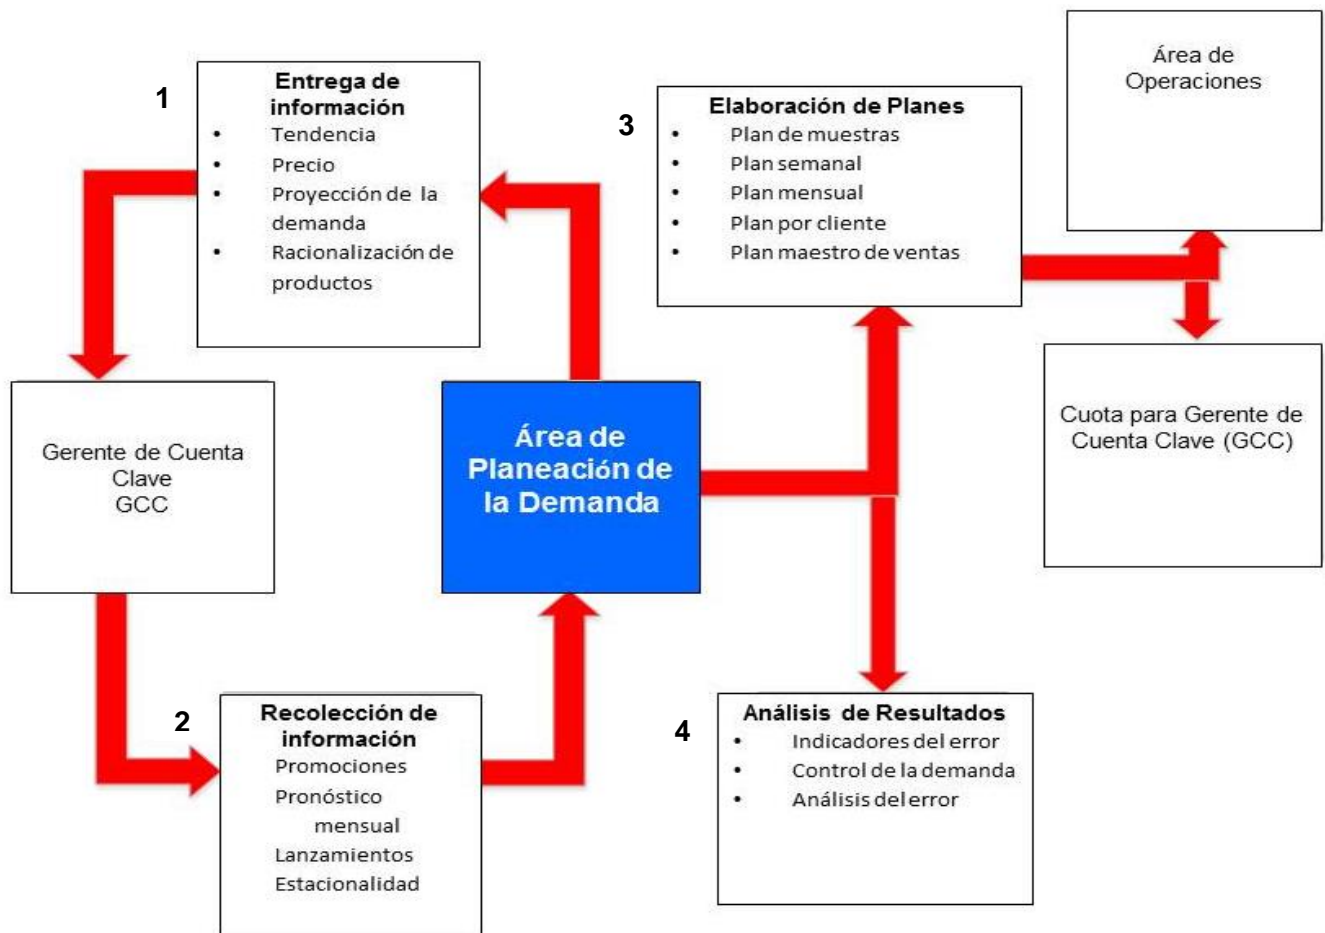 1
Entrega de
información
• Tendencia
• Precio
• Proyección de la
demanda
• Racionalización de
productos
Gerente de Cuenta
Clave
GCC
2
Recolección de
información
Promociones
Pronóstico
mensual
Lanzamientos
Estacionalidad
Área de
Planeación de
la Demanda
3
Elaboración de Planes
• Plan de muestras
• Plan semanal
• Plan mensual
• Plan por cliente
• Plan maestro de ventas
Área de
Operaciones
Cuota para Gerente de
Cuenta Clave (GCC)
4
Análisis de Resultados
• Indicadores del error
• Control de la demanda
• Análisis del error